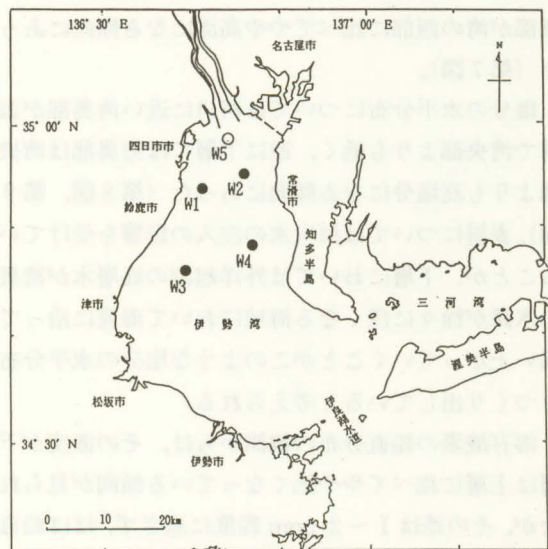 136°30′E
137°00′E
名古屋市
N
35°00′N
四日市市
W5
W2
W1
常滑市
鈴鹿市
W4
知多半島
W3
津市
伊勢湾
三河湾
渥美半島
松坂市
伊良湖水道
34°30′N
伊勢市
0 10 20km